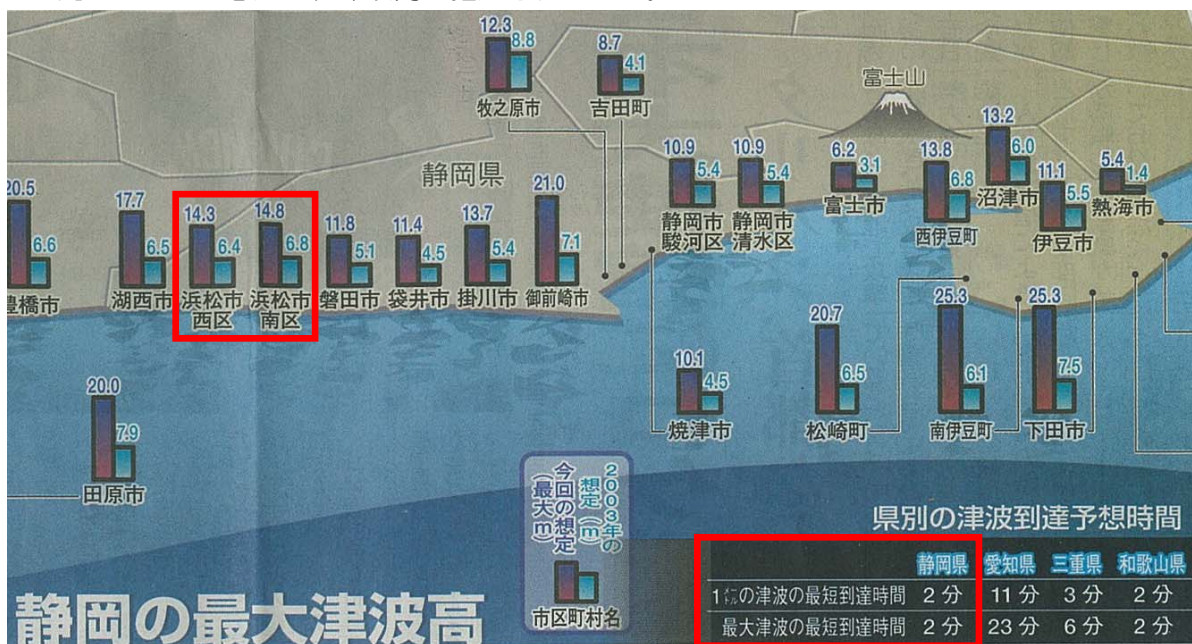 12.3
8.8
牧之原市
8.7
4.1
吉田町
富士山
静岡県
20.5
6.6
豊橋市
17.7
6.5
湖西市
14.3
6.4
浜松市
西区
14.8
6.8
浜松市
南区
11.8
5.1
磐田市
11.4
4.5
袋井市
13.7
5.4
掛川市
21.0
7.1
御前崎市
10.9
5.4
静岡市
駿河区
10.9
5.4
静岡市
清水区
6.2
3.1
富士市
13.8
6.8
西伊豆町
13.2
6.0
沼津市
11.1
5.5
伊豆市
5.4
1.4
熱海市
20.0
7.9
田原市
10.1
4.5
焼津市
20.7
6.5
松崎町
25.3
6.1
南伊豆町
25.3
7.5
下田市
2003年の
想定(m)
今回の想定
(最大m)
市区町村名
静岡の最大津波高
県別の津波到達予想時間
静岡県 愛知県 三重県 和歌山県
1㍍の津波の最短到達時間 2分 11分 3分 2分
最大津波の最短到達時間 2分 23分 6分 2分